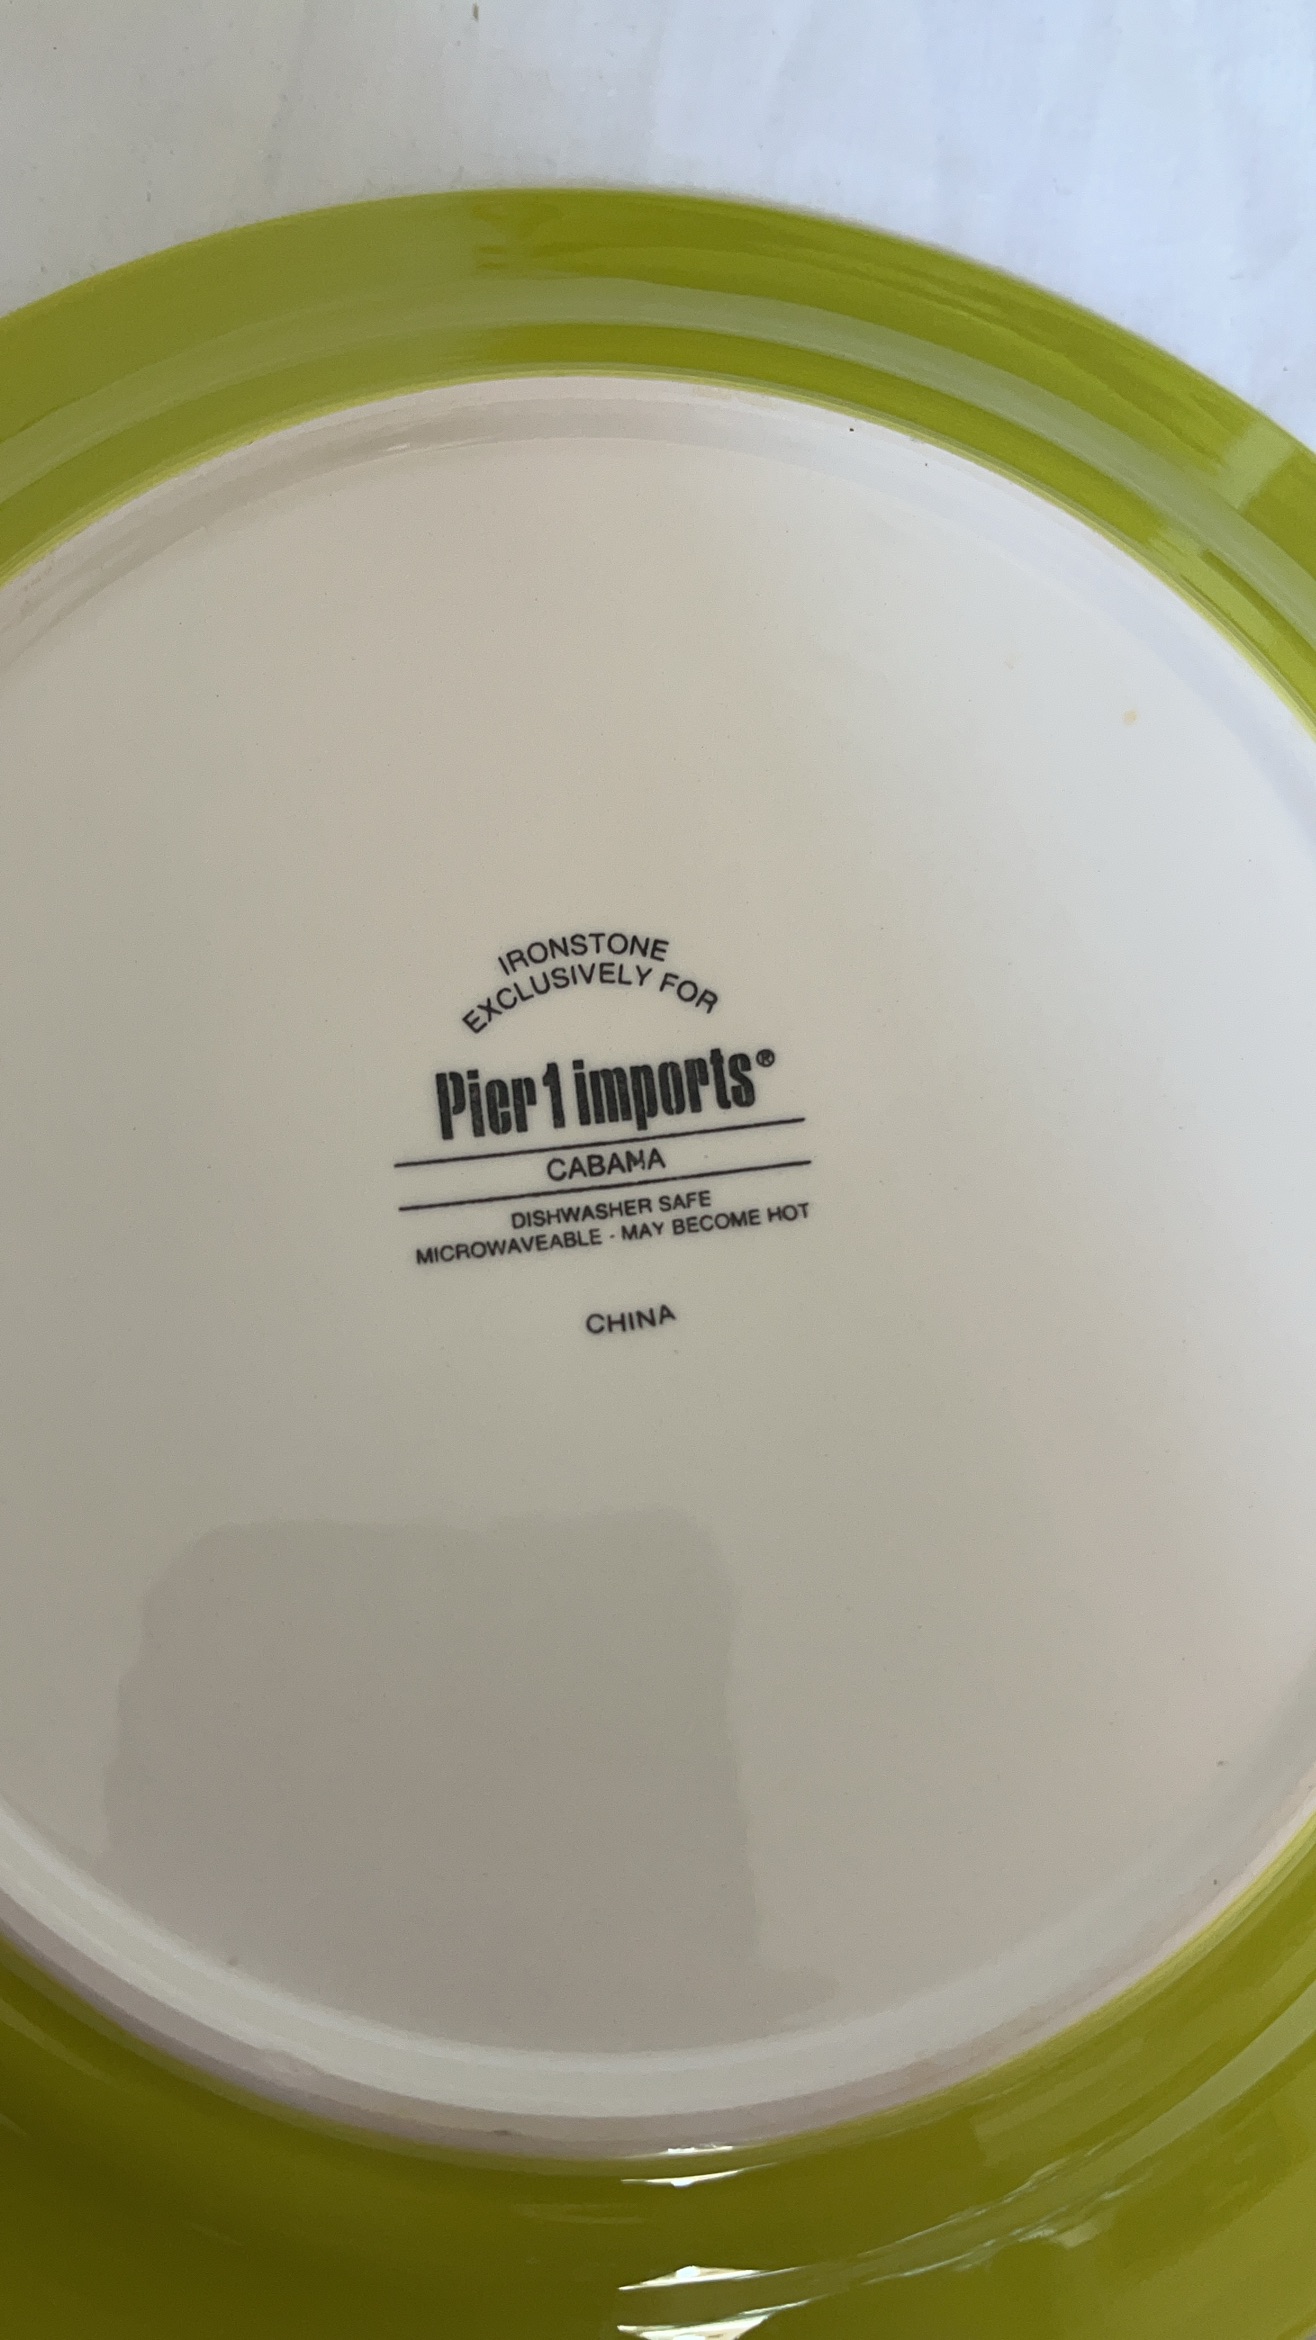 IRONSTONE
EXCLUSIVELY FOR
Pier 1 imports®
CABAMA
DISHWASHER SAFE
MICROWAVEABLE - MAY BECOME HOT
CHINA